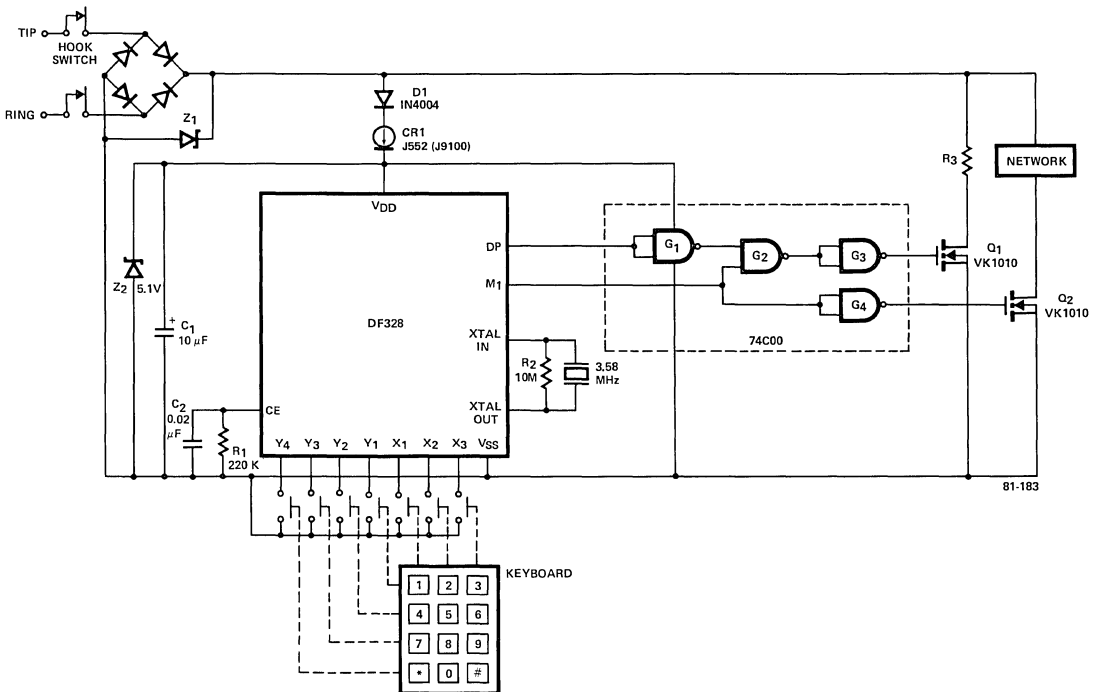 TIP
HOOK
SWITCH
RING
Z1
D1
IN4004
CR1
J552 (J9100)
R3
NETWORK
VDD
DP
M1
G1
G2
G3
G4
Q1
VK1010
Q2
VK1010
74C00
Z2 5.1V
+
C1
10 µF
DF328
XTAL
IN
R2
10M
3.58
MHz
XTAL
OUT
C2
0.02
µF
CE
R1
220 K
Y4 Y3 Y2 Y1 X1 X2 X3 VSS
81-183
KEYBOARD
1 2 3
4 5 6
7 8 9
* 0 #